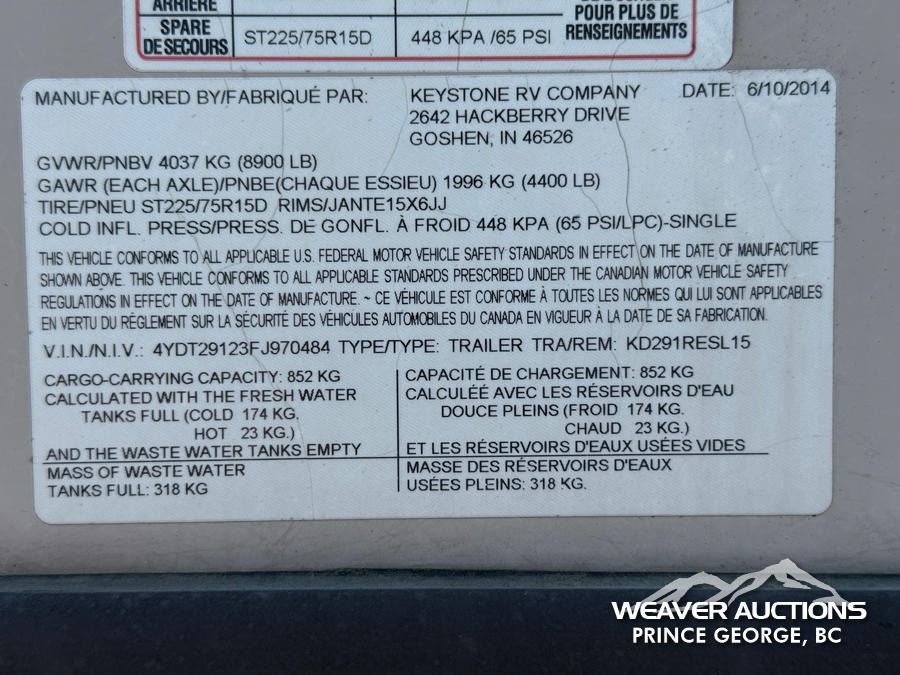 ARRIÈRE
POUR PLUS DE
SPARE
DE SECOURS
ST225/75R15D
448 KPA /65 PSI
RENSEIGNEMENTS
MANUFACTURED BY/FABRIQUÉ PAR: KEYSTONE RV COMPANY DATE: 6/10/2014
2642 HACKBERRY DRIVE
GOSHEN, IN 46526
GVWR/PNBV 4037 KG (8900 LB)
GAWR (EACH AXLE)/PNBE(CHAQUE ESSIEU) 1996 KG (4400 LB)
TIRE/PNEU ST225/75R15D RIMS/JANTE15X6JJ
COLD INFL. PRESS/PRESS. DE GONFL. À FROID 448 KPA (65 PSI/LPC)-SINGLE
THIS VEHICLE CONFORMS TO ALL APPLICABLE U.S. FEDERAL MOTOR VEHICLE SAFETY STANDARDS IN EFFECT ON THE DATE OF MANUFACTURE
SHOWN ABOVE. THIS VEHICLE CONFORMS TO ALL APPLICABLE STANDARDS PRESCRIBED UNDER THE CANADIAN MOTOR VEHICLE SAFETY
REGULATIONS IN EFFECT ON THE DATE OF MANUFACTURE. ~ CE VÉHICULE EST CONFORME À TOUTES LES NORMES QUI LUI SONT APPLICABLES
EN VERTU DU RÉGLEMENT SUR LA SÉCURITÉ DES VÉHICULES AUTOMOBILES DU CANADA EN VIGUEUR À LA DATE DE SA FABRICATION.
V.I.N./N.I.V.: 4YDT29123FJ970484 TYPE/TYPE: TRAILER TRA/REM: KD291RESL15
CARGO-CARRYING CAPACITY: 852 KG
CALCULATED WITH THE FRESH WATER
TANKS FULL (COLD 174 KG.
HOT 23 KG.)
AND THE WASTE WATER TANKS EMPTY
MASS OF WASTE WATER
TANKS FULL: 318 KG
CAPACITÉ DE CHARGEMENT: 852 KG
CALCULÉE AVEC LES RÉSERVOIRS D'EAU
DOUCE PLEINS (FROID 174 KG.
CHAUD 23 KG.)
ET LES RÉSERVOIRS D'EAUX USÉES VIDES
MASSE DES RÉSERVOIRS D'EAUX
USÉES PLEINS: 318 KG.
WEAVER AUCTIONS
PRINCE GEORGE, BC